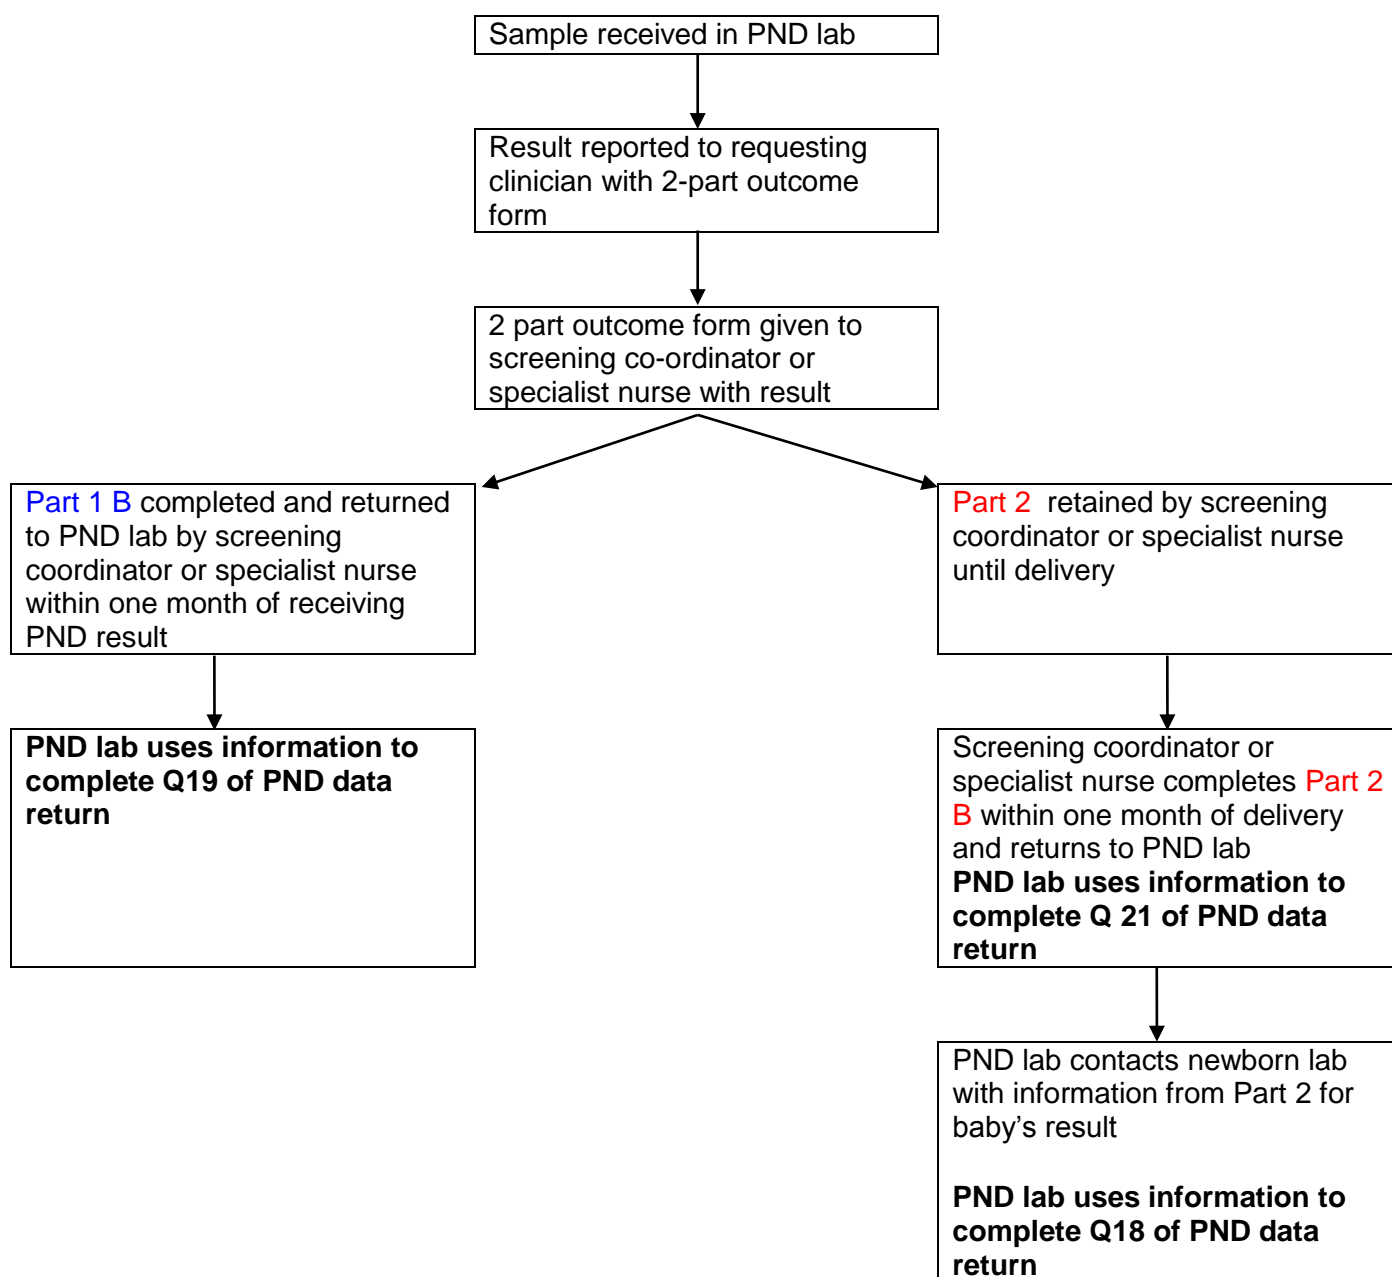 Sample received in PND lab
Result reported to requesting
clinician with 2-part outcome
form
2 part outcome form given to
screening co-ordinator or
specialist nurse with result
Part 1 B completed and returned
to PND lab by screening
coordinator or specialist nurse
within one month of receiving
PND result
Part 2  retained by screening
coordinator or specialist nurse
until delivery
PND lab uses information to
complete Q19 of PND data
return
Screening coordinator or
specialist nurse completes Part 2
B within one month of delivery
and returns to PND lab
PND lab uses information to
complete Q 21 of PND data
return
PND lab contacts newborn lab
with information from Part 2 for
baby’s result
PND lab uses information to
complete Q18 of PND data
return